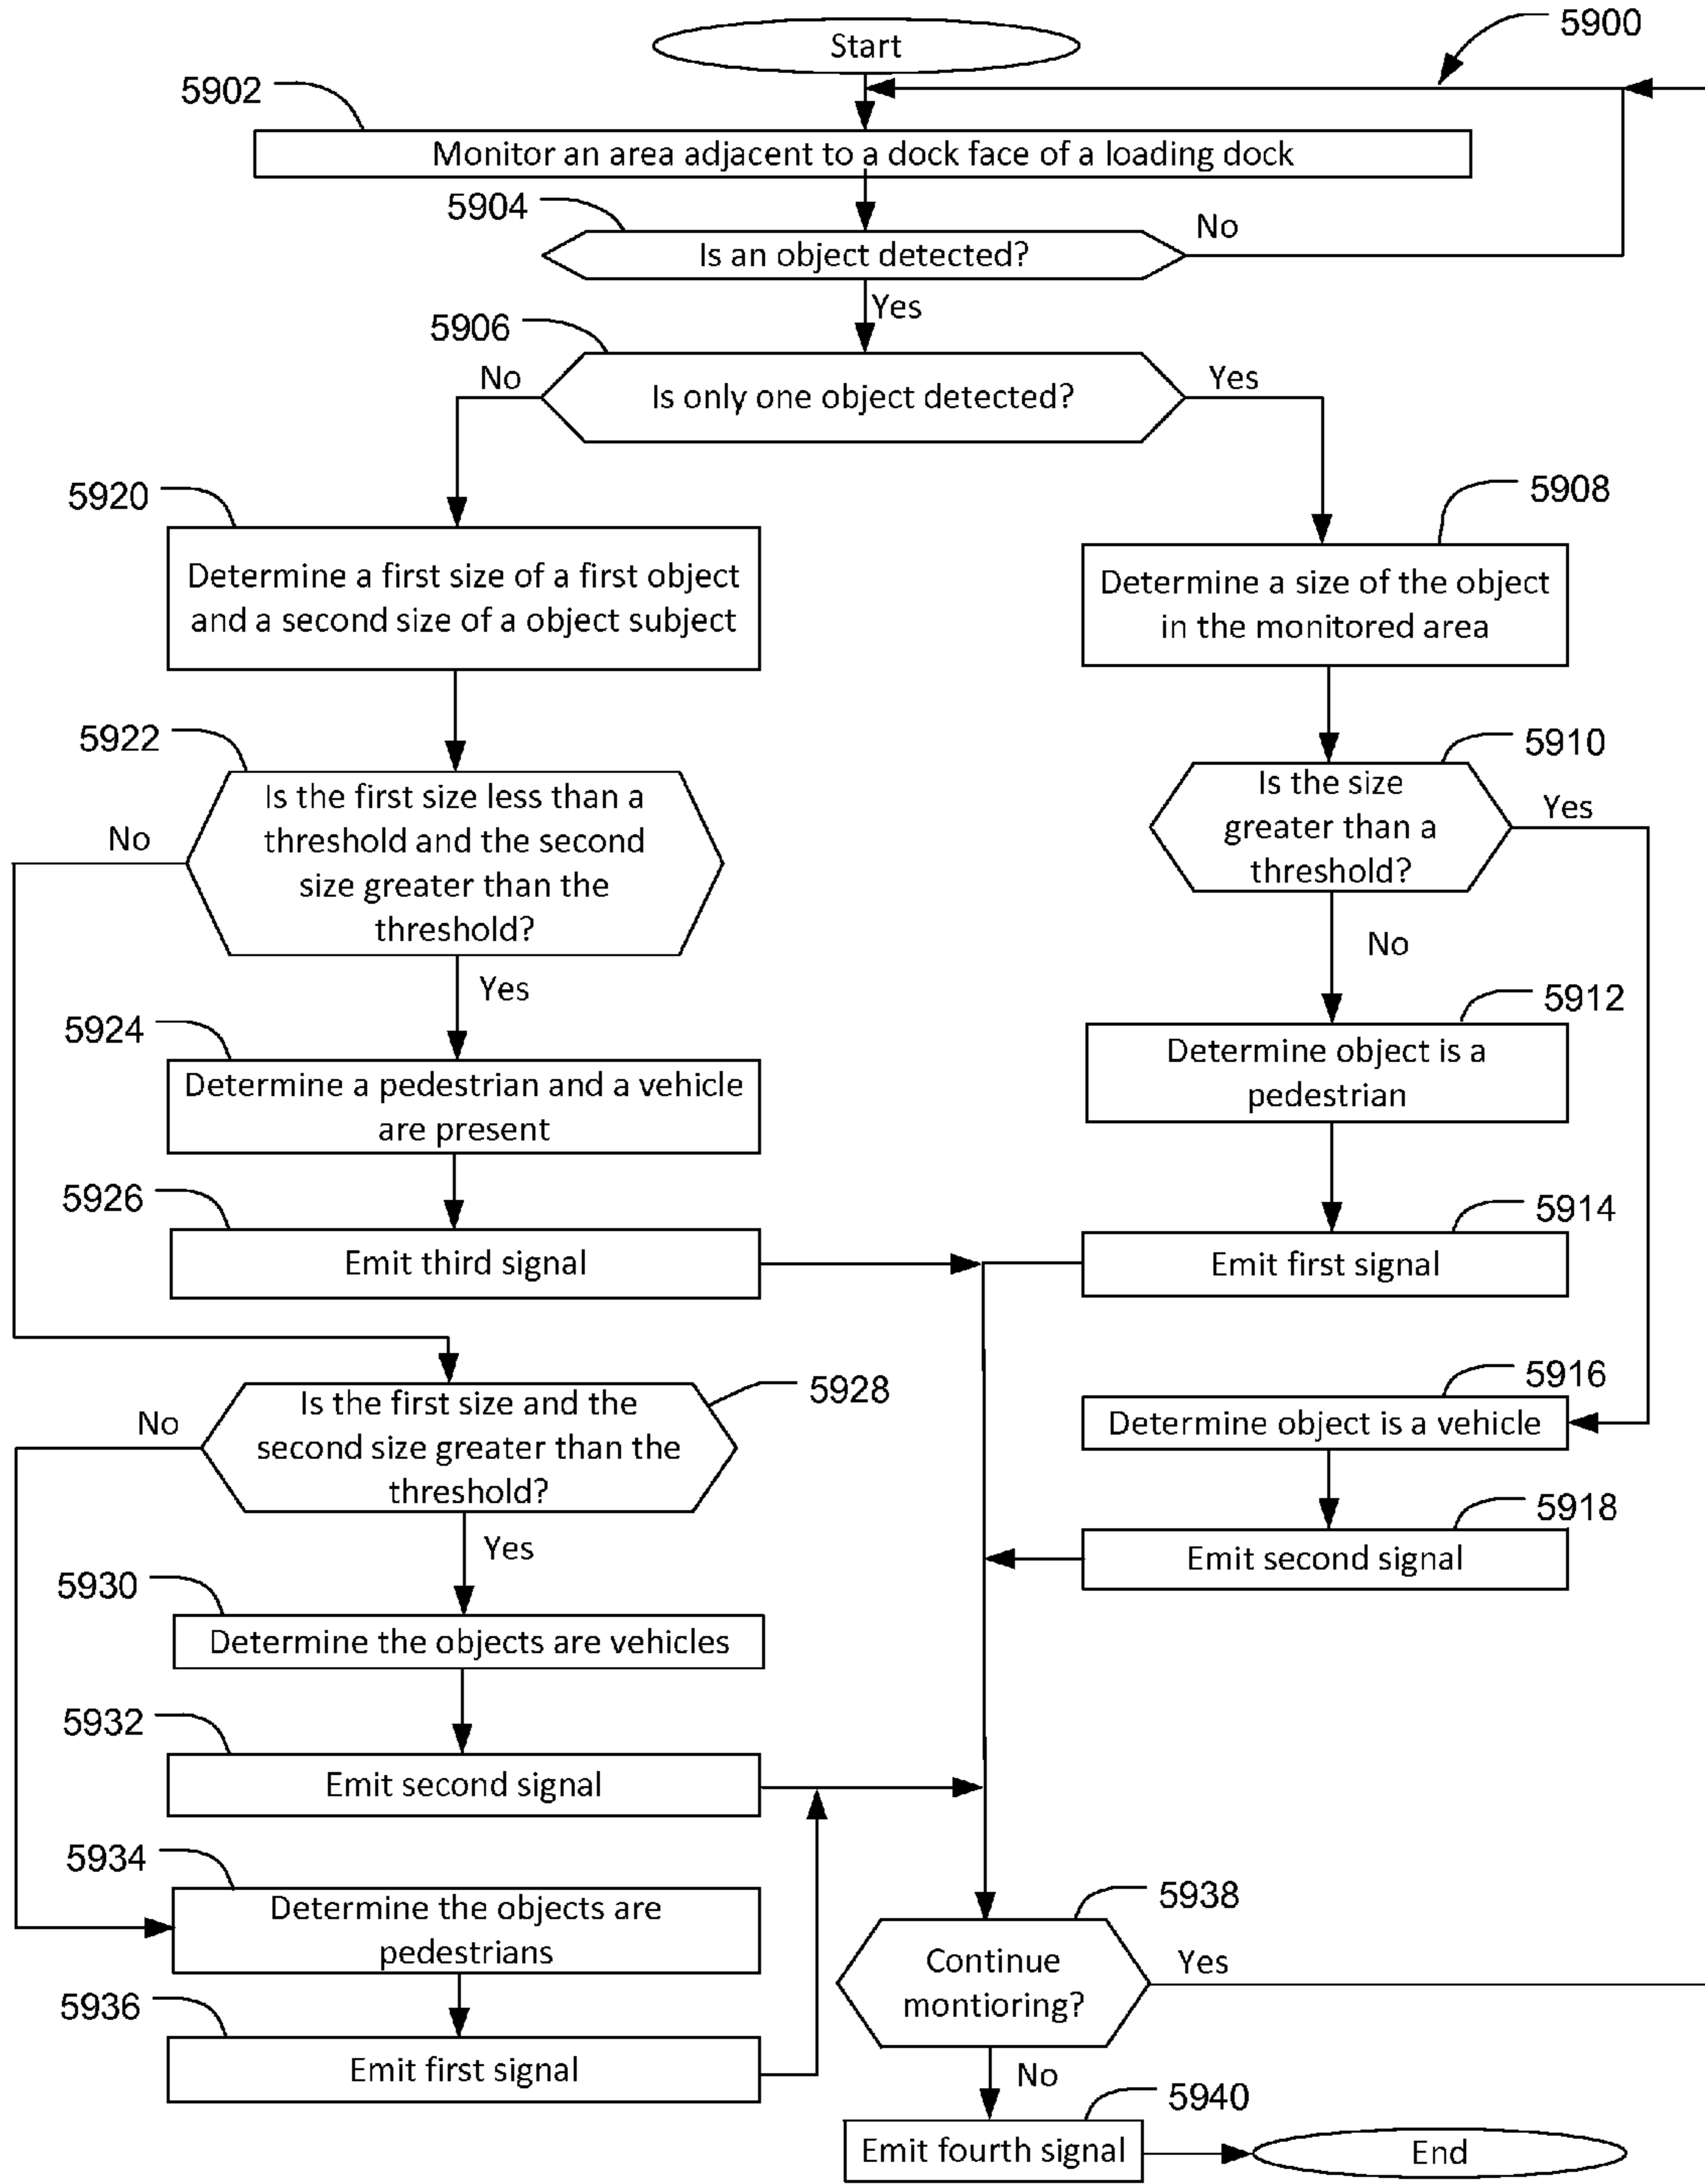 Start
5900
5902
Monitor an area adjacent to a dock face of a loading dock
5904
Is an object detected?
No
Yes
5906
Is only one object detected?
No
Yes
5920
Determine a first size of a first object
and a second size of a object subject
5908
Determine a size of the object
in the monitored area
5922
Is the first size less than a
threshold and the second
size greater than the
threshold?
No
Yes
5910
Is the size
greater than a
threshold?
Yes
No
5924
Determine a pedestrian and a vehicle
are present
5912
Determine object is a
pedestrian
5926
Emit third signal
5914
Emit first signal
5928
Is the first size and the
second size greater than the
threshold?
No
Yes
5916
Determine object is a vehicle
5918
Emit second signal
5930
Determine the objects are vehicles
5932
Emit second signal
5934
Determine the objects are
pedestrians
5936
Emit first signal
5938
Continue
montioring?
Yes
No
5940
Emit fourth signal
End